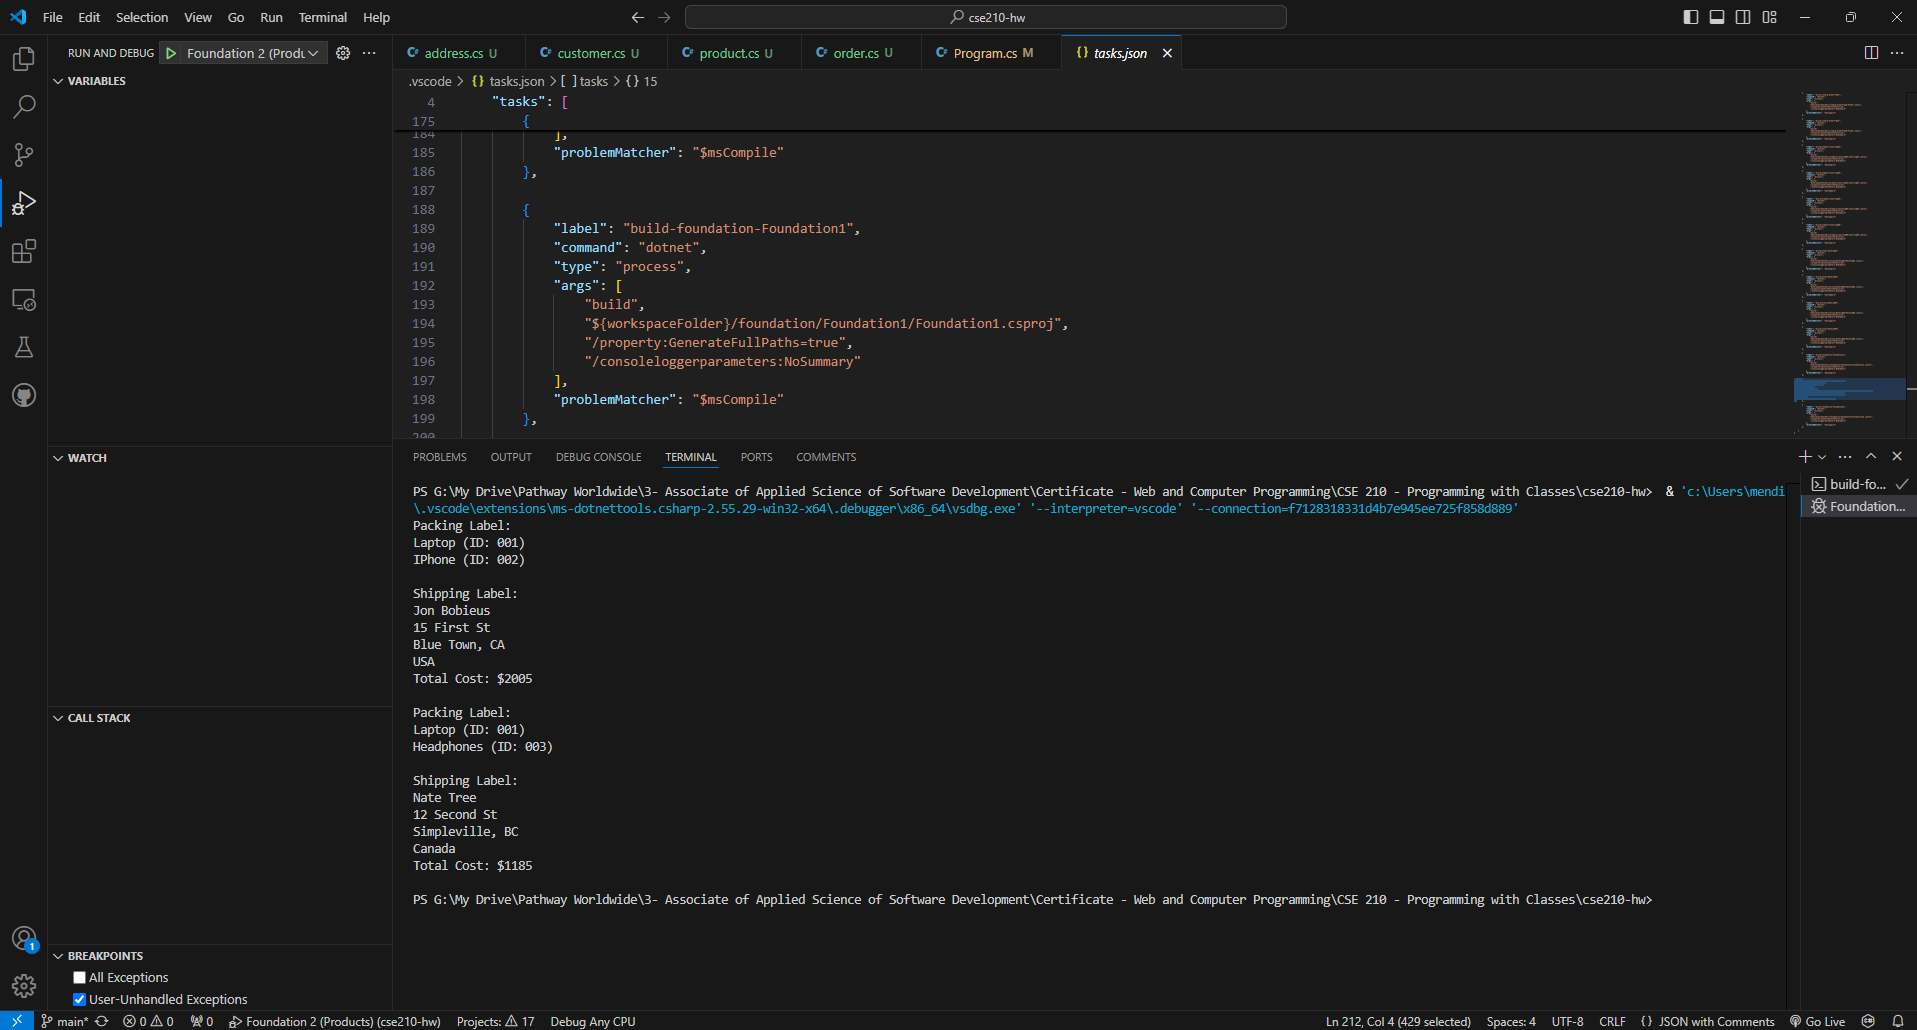 File Edit Selection View Go Run Terminal Help
cse210-hw
RUN AND DEBUG
Foundation 2 (Produ
address.cs U
customer.cs U
product.cs U
order.cs U
Program.cs M
{} tasks.json
.vscode > {} tasks.json > [ ] tasks > {} 15
VARIABLES
4 "tasks": [
175 {
184 ],
185 "problemMatcher": "$msCompile"
186 },
187
188 {
189 "label": "build-foundation-Foundation1",
190 "command": "dotnet",
191 "type": "process",
192 "args": [
193 "build",
194 "${workspaceFolder}/foundation/Foundation1/Foundation1.csproj",
195 "/property:GenerateFullPaths=true",
196 "/consoleloggerparameters:NoSummary"
197 ],
198 "problemMatcher": "$msCompile"
199 },
200
WATCH
PROBLEMS OUTPUT DEBUG CONSOLE TERMINAL PORTS COMMENTS
PS G:\My Drive\Pathway Worldwide\3- Associate of Applied Science of Software Development\Certificate - Web and Computer Programming\CSE 210 - Programming with Classes\cse210-hw> & 'c:\Users\mendi
\.vscode\extensions\ms-dotnettools.csharp-2.55.29-win32-x64\.debugger\x86_64\vsdbg.exe' '--interpreter=vscode' '--connection=f7128318331d4b7e945ee725f858d889'
Packing Label:
Laptop (ID: 001)
IPhone (ID: 002)
Shipping Label:
Jon Bobieus
15 First St
Blue Town, CA
USA
Total Cost: $2005
Packing Label:
Laptop (ID: 001)
Headphones (ID: 003)
Shipping Label:
Nate Tree
12 Second St
Simpleville, BC
Canada
Total Cost: $1185
PS G:\My Drive\Pathway Worldwide\3- Associate of Applied Science of Software Development\Certificate - Web and Computer Programming\CSE 210 - Programming with Classes\cse210-hw>
build-fo...
Foundation...
CALL STACK
BREAKPOINTS
All Exceptions
User-Unhandled Exceptions
1
main* 0 0 0 Foundation 2 (Products) (cse210-hw) Projects: 17 Debug Any CPU
Ln 212, Col 4 (429 selected) Spaces: 4 UTF-8 CRLF {} JSON with Comments Go Live